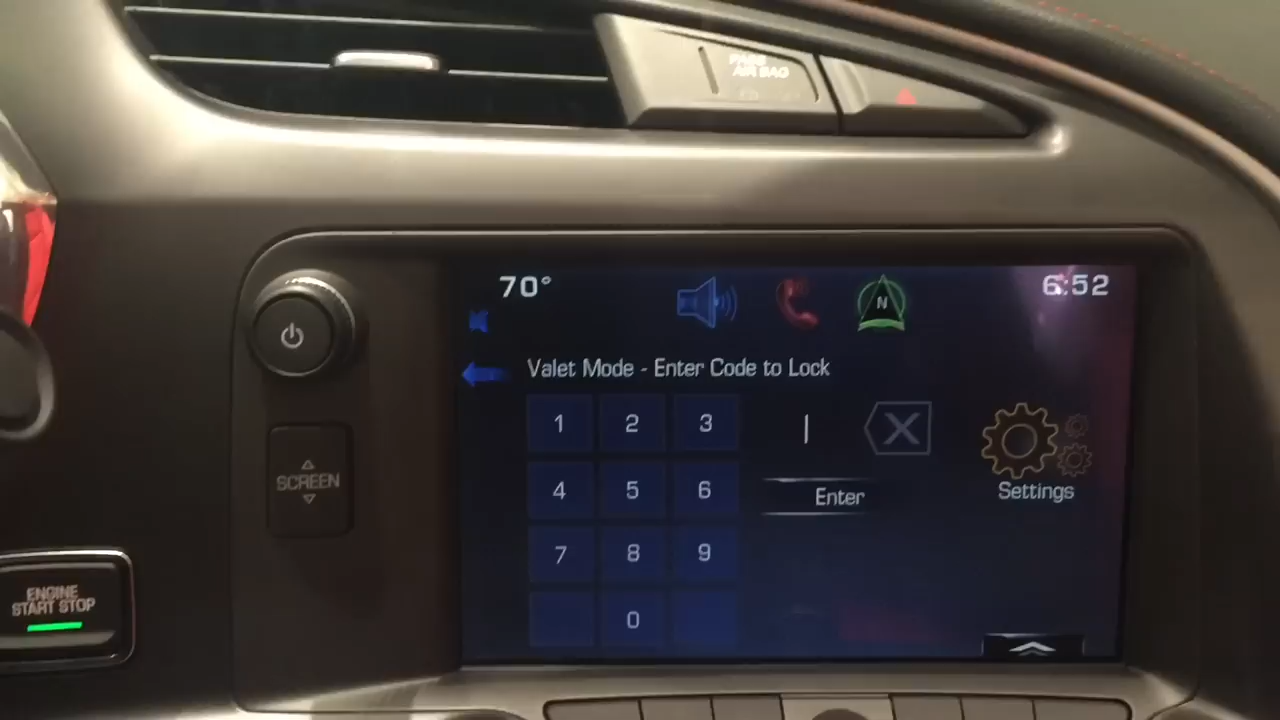 PASS
AIR BAG
70°
6:52
N
Valet Mode - Enter Code to Lock
1 2 3
4 5 6
Enter
Settings
7 8 9
0
SCREEN
ENGINE
START STOP